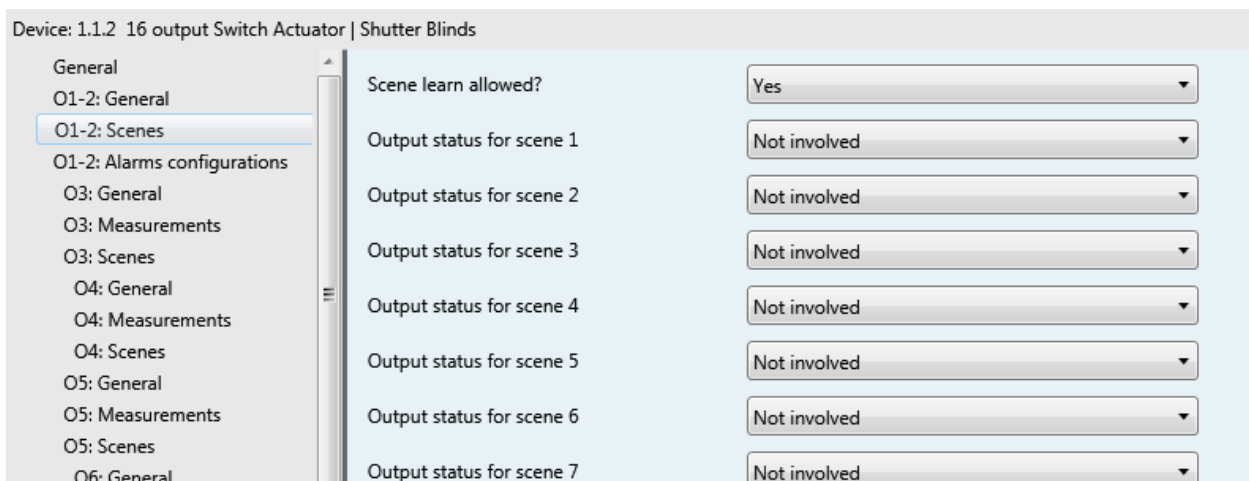 Device: 1.1.2 16 output Switch Actuator | Shutter Blinds
General
O1-2: General
O1-2: Scenes
O1-2: Alarms configurations
O3: General
O3: Measurements
O3: Scenes
O4: General
O4: Measurements
O4: Scenes
O5: General
O5: Measurements
O5: Scenes
O6: General
Scene learn allowed? Yes
Output status for scene 1 Not involved
Output status for scene 2 Not involved
Output status for scene 3 Not involved
Output status for scene 4 Not involved
Output status for scene 5 Not involved
Output status for scene 6 Not involved
Output status for scene 7 Not involved